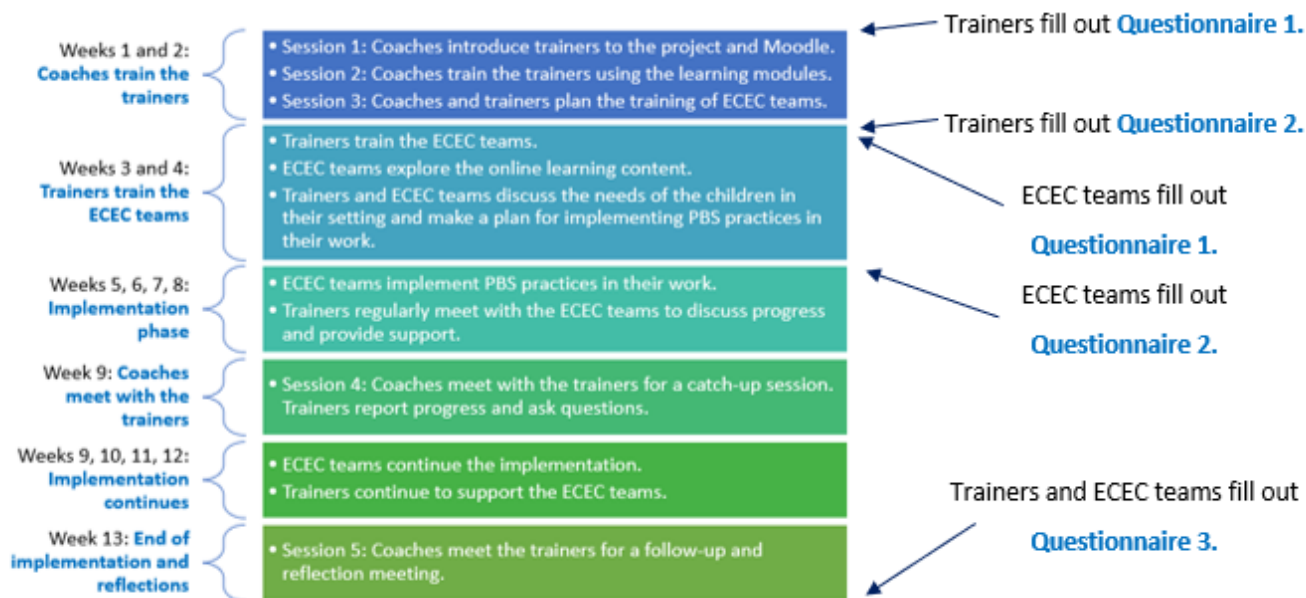 Trainers fill out Questionnaire 1.
Weeks 1 and 2:
Coaches train the
trainers
• Session 1: Coaches introduce trainers to the project and Moodle.
• Session 2: Coaches train the trainers using the learning modules.
• Session 3: Coaches and trainers plan the training of ECEC teams.
Trainers fill out Questionnaire 2.
Weeks 3 and 4:
Trainers train the
ECEC teams
• Trainers train the ECEC teams.
• ECEC teams explore the online learning content.
• Trainers and ECEC teams discuss the needs of the children in
their setting and make a plan for implementing PBS practices in
their work.
ECEC teams fill out
Questionnaire 1.
Weeks 5, 6, 7, 8:
Implementation
phase
• ECEC teams implement PBS practices in their work.
• Trainers regularly meet with the ECEC teams to discuss progress
and provide support.
ECEC teams fill out
Questionnaire 2.
Week 9: Coaches
meet with the
trainers
• Session 4: Coaches meet with the trainers for a catch-up session.
Trainers report progress and ask questions.
Weeks 9, 10, 11, 12:
Implementation
continues
• ECEC teams continue the implementation.
• Trainers continue to support the ECEC teams.
Trainers and ECEC teams fill out
Questionnaire 3.
Week 13: End of
implementation and
reflections
• Session 5: Coaches meet the trainers for a follow-up and
reflection meeting.